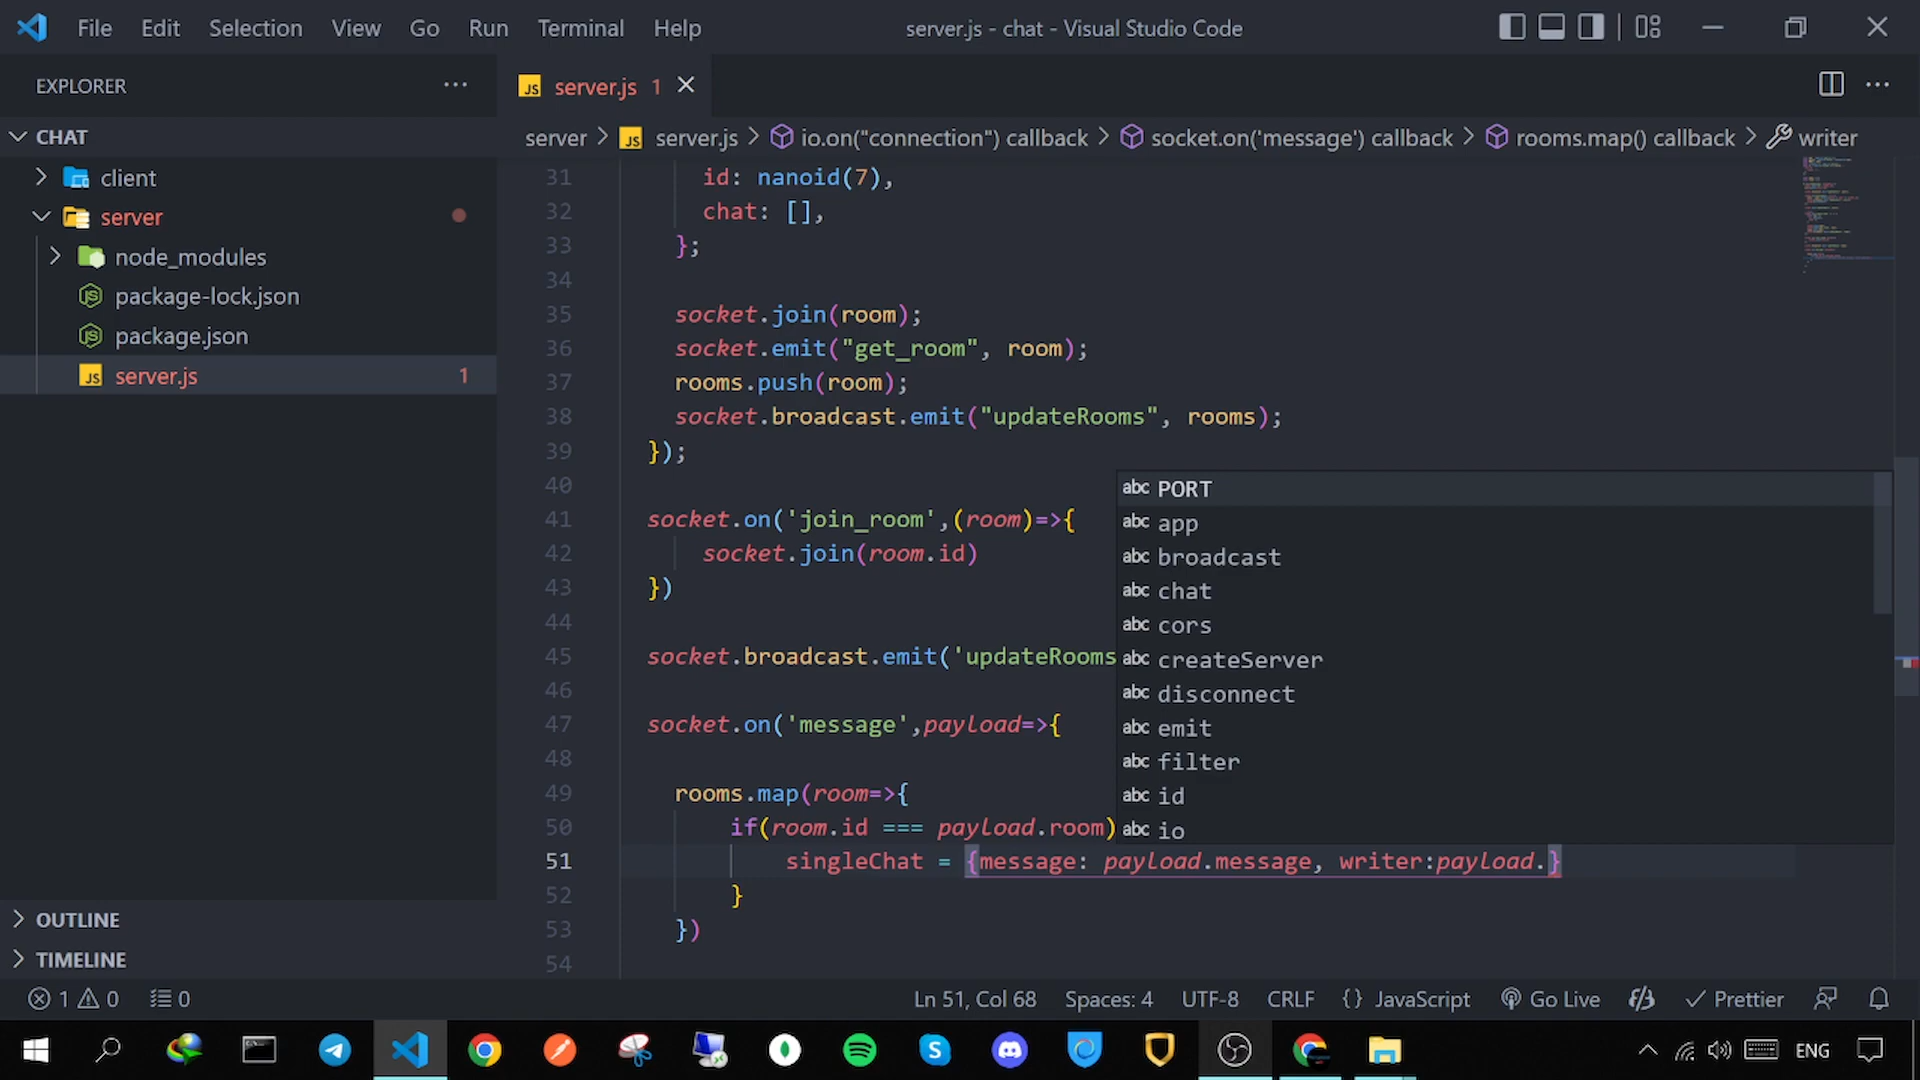 File Edit Selection View Go Run Terminal Help
server.js - chat - Visual Studio Code
EXPLORER
CHAT
client
server
node_modules
package-lock.json
package.json
JS server.js 1
OUTLINE
TIMELINE
JS server.js 1
server > JS server.js > io.on("connection") callback > socket.on('message') callback > rooms.map() callback > writer
31 id: nanoid(7),
32 chat: [],
33 };
34
35 socket.join(room);
36 socket.emit("get_room", room);
37 rooms.push(room);
38 socket.broadcast.emit("updateRooms", rooms);
39 });
40
41 socket.on('join_room',(room)=>{
42 socket.join(room.id)
43 })
44
45 socket.broadcast.emit('updateRooms
46
47 socket.on('message',payload=>{
48
49 rooms.map(room=>{
50 if(room.id === payload.room)
51 singleChat = {message: payload.message, writer:payload.}
52 }
53 })
54
abc PORT
abc app
abc broadcast
abc chat
abc cors
abc createServer
abc disconnect
abc emit
abc filter
abc id
abc io
1 0 0 Ln 51, Col 68 Spaces: 4 UTF-8 CRLF {} JavaScript Go Live Prettier
ENG